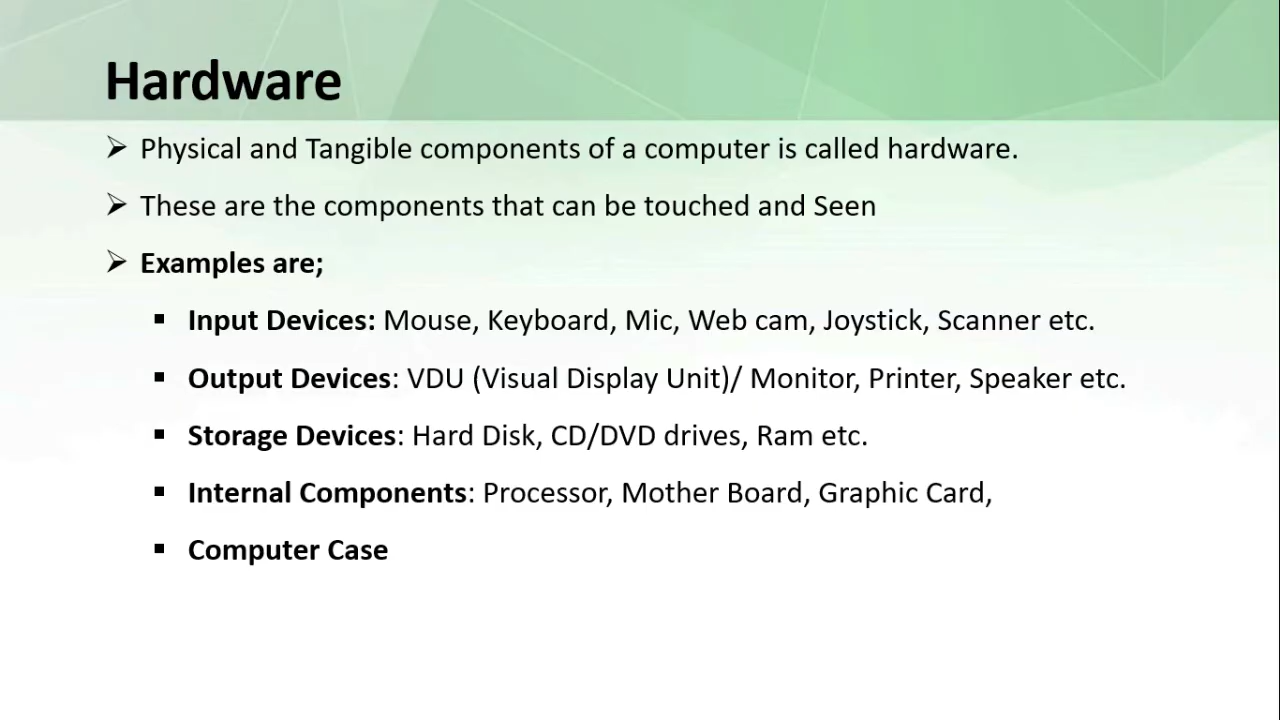 Hardware
Physical and Tangible components of a computer is called hardware.
These are the components that can be touched and Seen
Examples are;
Input Devices: Mouse, Keyboard, Mic, Web cam, Joystick, Scanner etc.
Output Devices: VDU (Visual Display Unit)/ Monitor, Printer, Speaker etc.
Storage Devices: Hard Disk, CD/DVD drives, Ram etc.
Internal Components: Processor, Mother Board, Graphic Card,
Computer Case